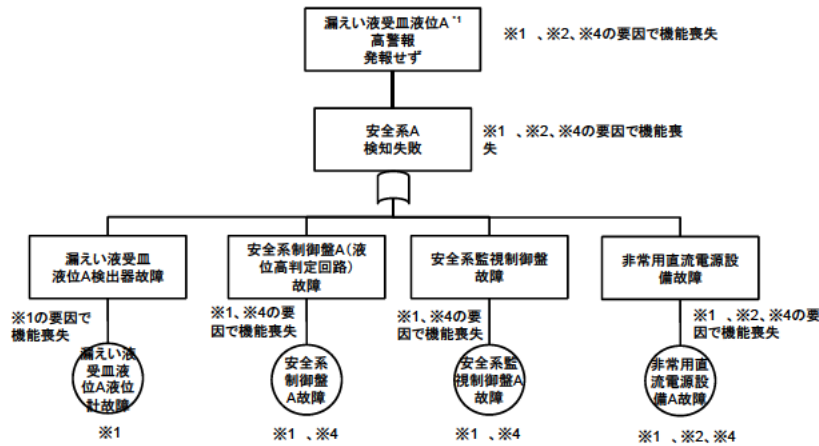 漏えい液受皿液位A *1
高警報
発報せず
※1 、※2、※4の要因で機能喪失
安全系A
検知失敗
※1 、※2、※4の要因で機能喪
失
漏えい液受皿
液位A検出器故障
安全系制御盤A(液
位高判定回路)
故障
安全系監視制御盤
故障
非常用直流電源設
備故障
※1の要因で
機能喪失
※1、※4の要
因で機能喪失
※1、※4の要
因で機能喪失
※1 、※2、※4の要
因で機能喪失
漏えい液
受皿液
位A液位
計故障
安全系
制御盤
A故障
安全系監
視制御盤A
故障
非常用直
流電源設
備A故障
※1
※1 、※4
※1 、※4
※1 、※2、※4